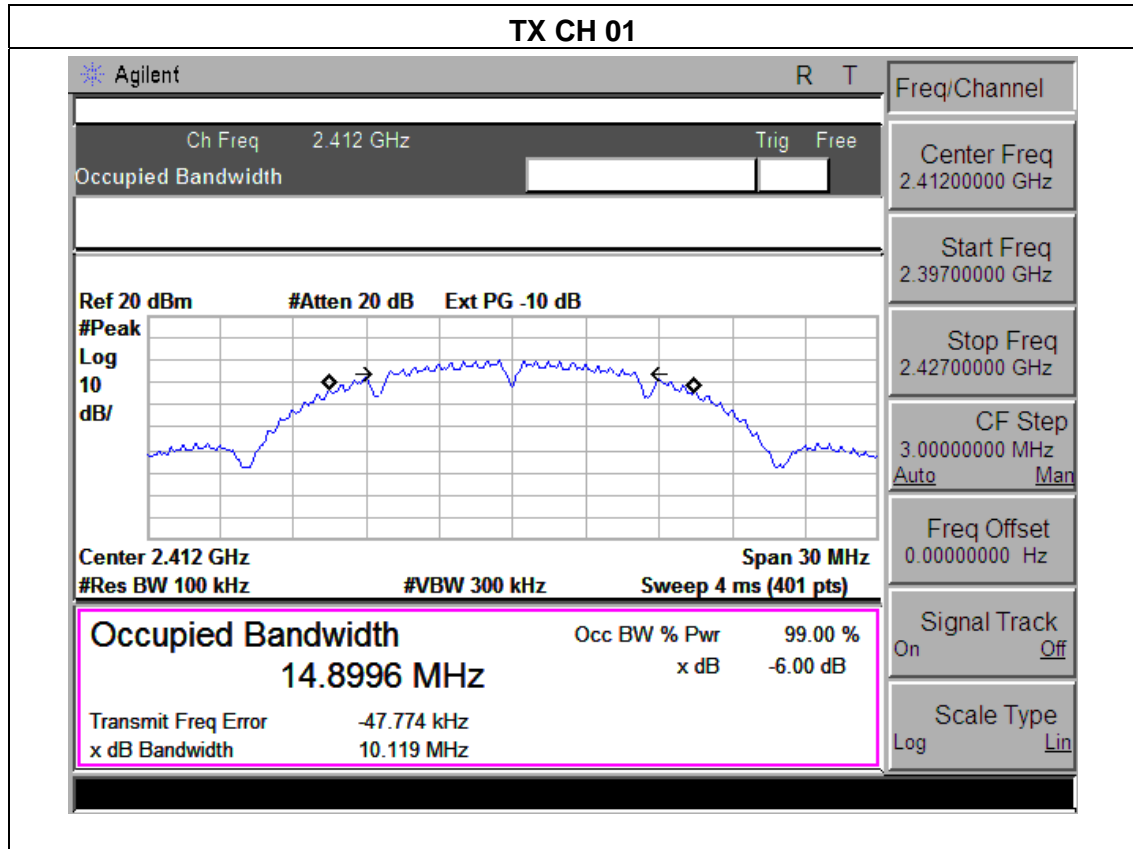 TX CH 01
Agilent R T
Ch Freq 2.412 GHz Trig Free
Occupied Bandwidth
Ref 20 dBm #Atten 20 dB Ext PG -10 dB
#Peak
Log
10
dB/
Center 2.412 GHz Span 30 MHz
#Res BW 100 kHz #VBW 300 kHz Sweep 4 ms (401 pts)
Occupied Bandwidth Occ BW % Pwr 99.00 %
14.8996 MHz x dB -6.00 dB
Transmit Freq Error -47.774 kHz
x dB Bandwidth 10.119 MHz
Freq/Channel
Center Freq
2.41200000 GHz
Start Freq
2.39700000 GHz
Stop Freq
2.42700000 GHz
CF Step
3.00000000 MHz
Auto Man
Freq Offset
0.00000000 Hz
Signal Track
On Off
Scale Type
Log Lin